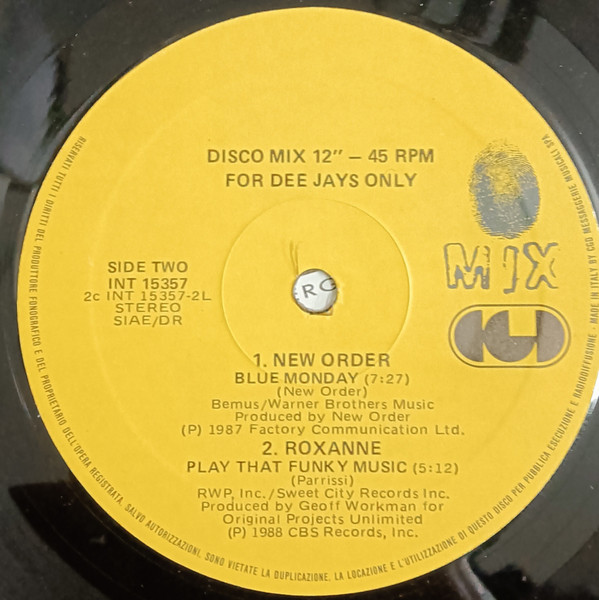 DISCO MIX 12" – 45 RPM
FOR DEE JAYS ONLY
MIX
CGD
SIDE TWO
INT 15357
2c INT 15357-2L
STEREO
SIAE/DR
RG
1. NEW ORDER
BLUE MONDAY (7:27)
(New Order)
Bemus/Warner Brothers Music
Produced by New Order
(P) 1987 Factory Communication Ltd.
2. ROXANNE
PLAY THAT FUNKY MUSIC (5:12)
(Parrissi)
RWP, Inc./Sweet City Records Inc.
Produced by Geoff Workman for
Original Projects Unlimited
(P) 1988 CBS Records, Inc.
RISERVATI TUTTI I DIRITTI DEL PRODUTTORE FONOGRAFICO E DEL PROPRIETARIO DELL'OPERA REGISTRATA. SALVO AUTORIZZAZIONI, SONO VIETATE LA DUPLICAZIONE, LA LOCAZIONE E L'UTILIZZAZIONE DI QUESTO DISCO PER PUBBLICA ESECUZIONE E RADIODIFFUSIONE - MADE IN ITALY BY CGD MESSAGGERIE MUSICALI SPA